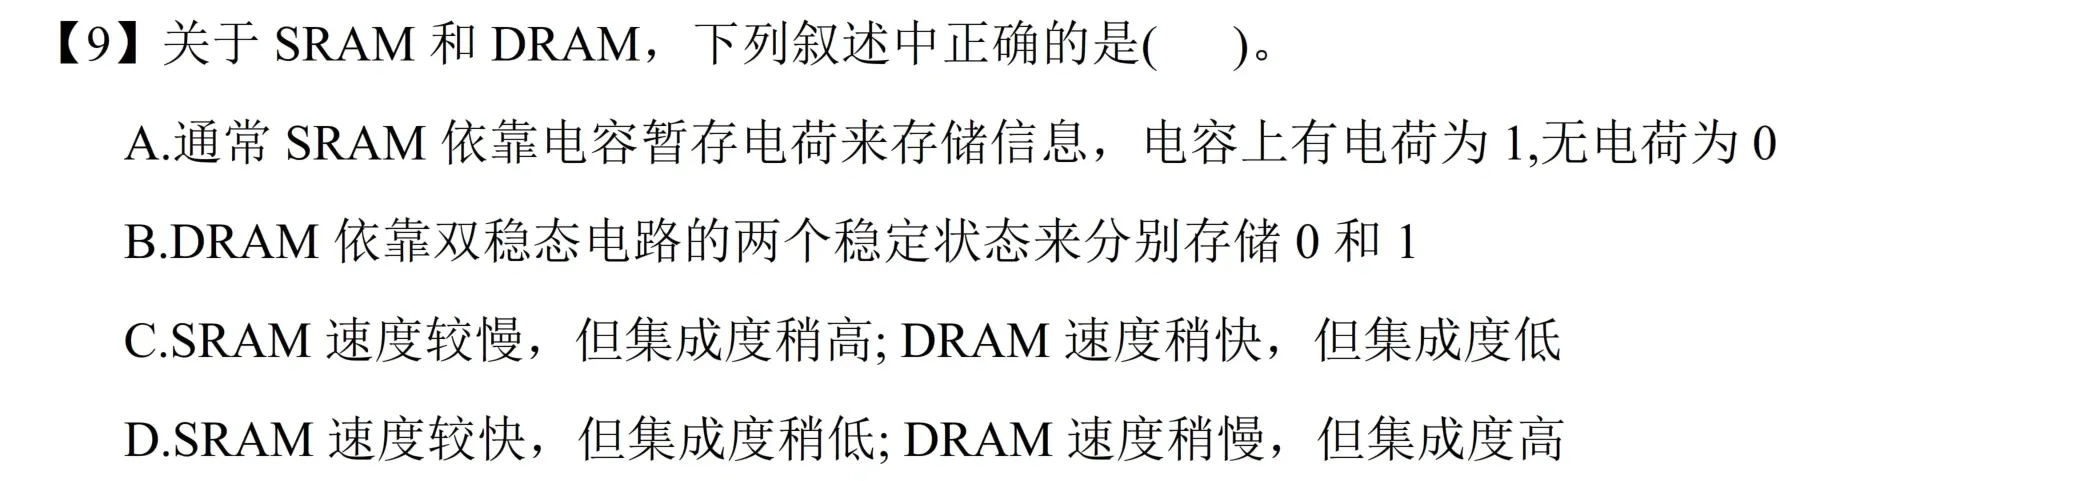 【9】关于 SRAM 和 DRAM，下列叙述中正确的是(    )。
A.通常 SRAM 依靠电容暂存电荷来存储信息，电容上有电荷为 1,无电荷为 0
B.DRAM 依靠双稳态电路的两个稳定状态来分别存储 0 和 1
C.SRAM 速度较慢，但集成度稍高; DRAM 速度稍快，但集成度低
D.SRAM 速度较快，但集成度稍低; DRAM 速度稍慢，但集成度高